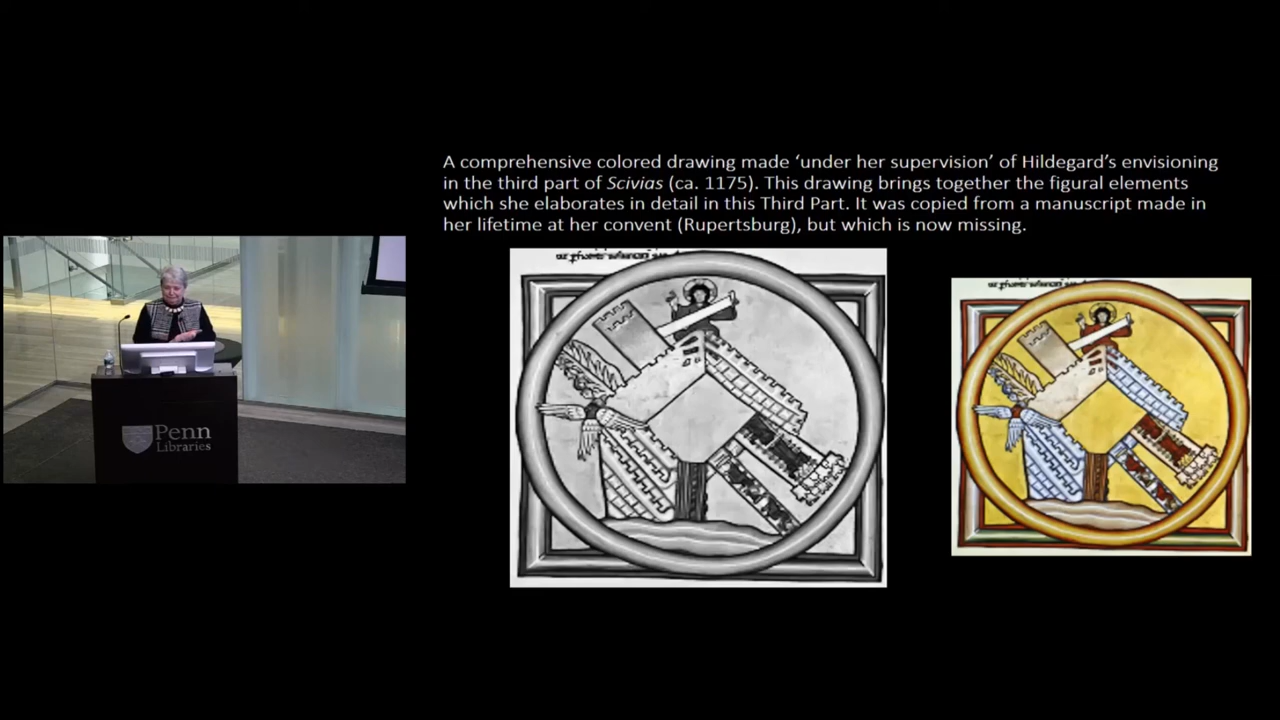 A comprehensive colored drawing made ‘under her supervision’ of Hildegard’s envisioning
in the third part of Scivias (ca. 1175). This drawing brings together the figural elements
which she elaborates in detail in this Third Part. It was copied from a manuscript made in
her lifetime at her convent (Rupertsburg), but which is now missing.
Penn
Libraries